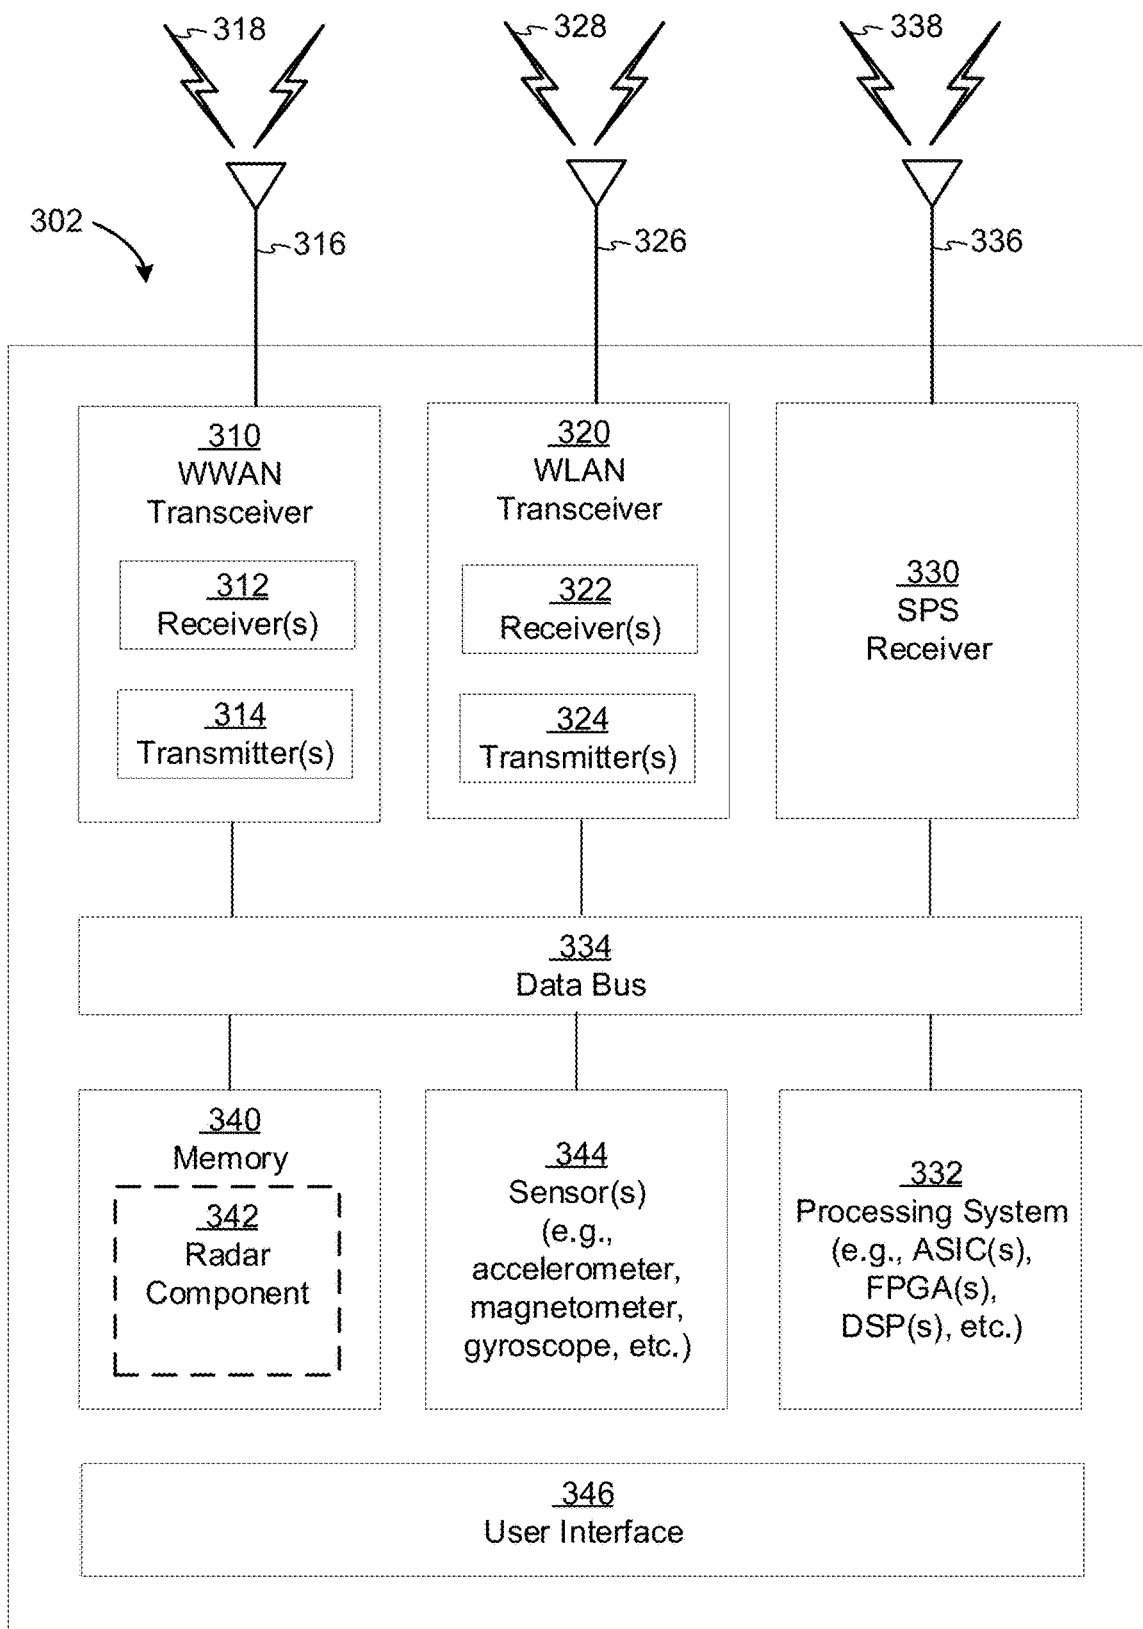 318
328
338
302
316
326
336
310
WWAN
Transceiver
312
Receiver(s)
314
Transmitter(s)
320
WLAN
Transceiver
322
Receiver(s)
324
Transmitter(s)
330
SPS
Receiver
334
Data Bus
340
Memory
342
Radar
Component
344
Sensor(s)
(e.g.,
accelerometer,
magnetometer,
gyroscope, etc.)
332
Processing System
(e.g., ASIC(s),
FPGA(s),
DSP(s), etc.)
346
User Interface